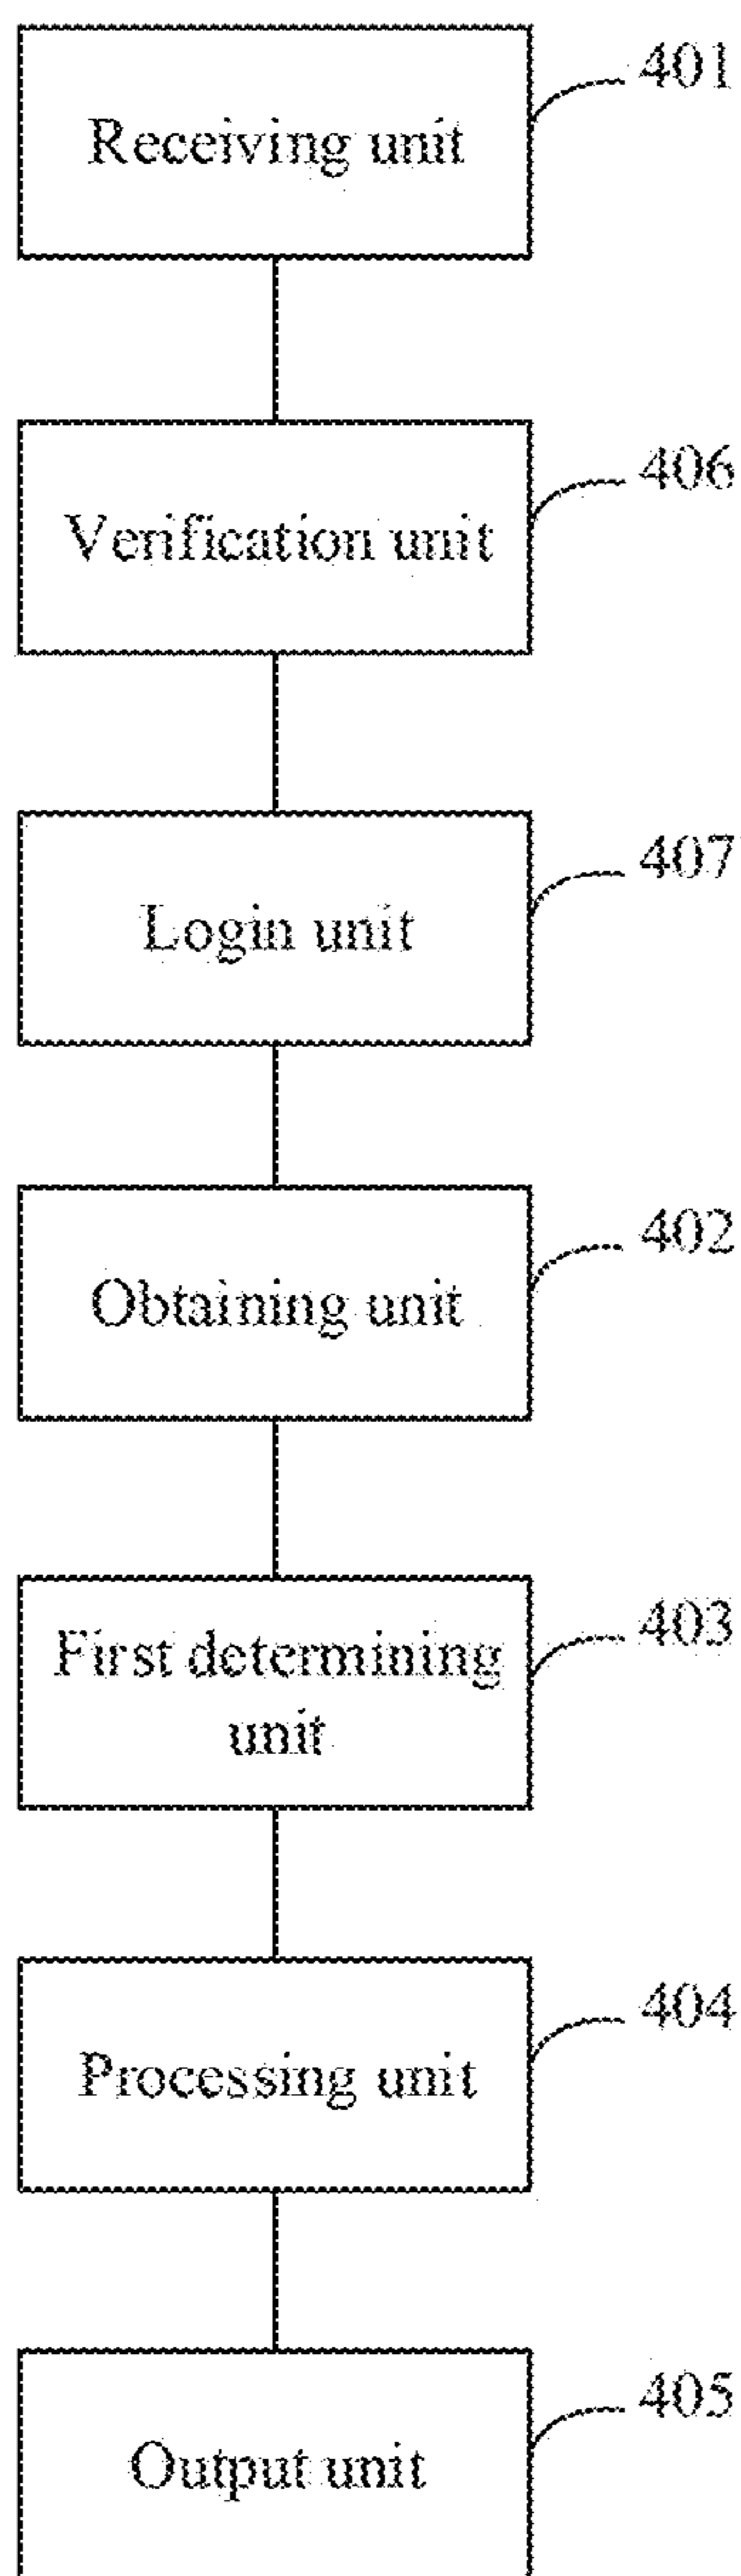 Receiving unit
401
Verification unit
406
Login unit
407
Obtaining unit
402
First determining
unit
403
Processing unit
404
Output unit
405